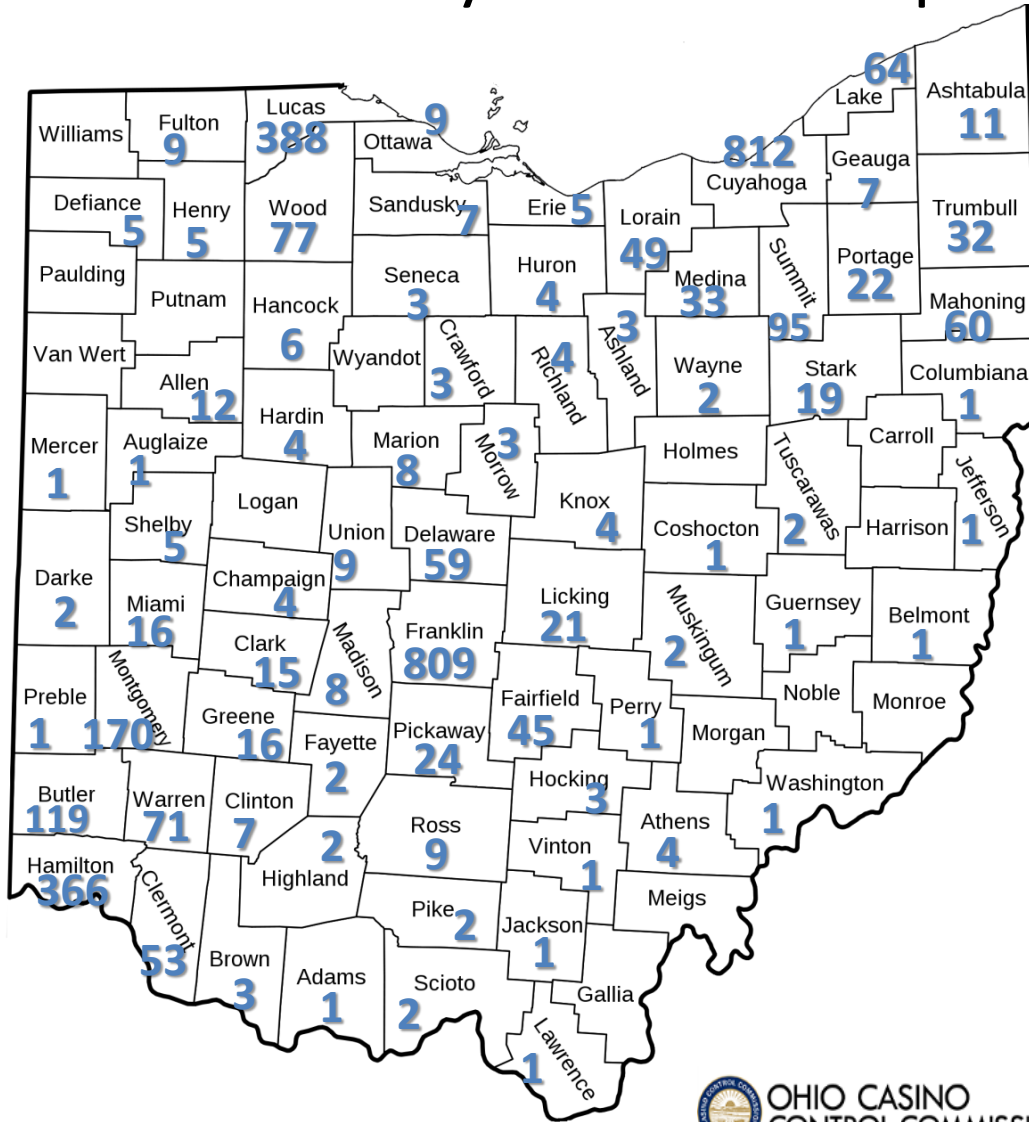 64
Lake
Ashtabula
11
Williams
Fulton
9
Lucas
388
Ottawa
9
812
Cuyahoga
Geauga
7
Defiance
5
Henry
5
Wood
77
Sandusky
7
Erie
5
Lorain
49
Medina
33
Summit
95
Portage
22
Trumbull
32
Paulding
Putnam
Hancock
6
Seneca
3
Huron
4
Mahoning
60
Van Wert
Allen
12
Wyandot
Crawford
3
Richland
4
Ashland
3
Wayne
2
Stark
19
Columbiana
1
Mercer
1
Auglaize
1
Hardin
4
Marion
8
Morrow
3
Holmes
Tuscarawas
2
Carroll
Jefferson
1
Shelby
5
Logan
Union
9
Delaware
59
Knox
4
Coshocton
1
Harrison
Darke
2
Miami
16
Champaign
4
Clark
15
Madison
8
Franklin
809
Licking
21
Muskingum
2
Guernsey
1
Belmont
1
Preble
1
Montgomery
170
Greene
16
Fayette
2
Pickaway
24
Fairfield
45
Perry
1
Morgan
Noble
Monroe
Butler
119
Warren
71
Clinton
7
Highland
2
Ross
9
Hocking
3
Vinton
1
Athens
4
Washington
1
Hamilton
366
Clermont
53
Brown
3
Adams
1
Pike
2
Scioto
2
Jackson
1
Meigs
Gallia
Lawrence
1
OHIO CASINO